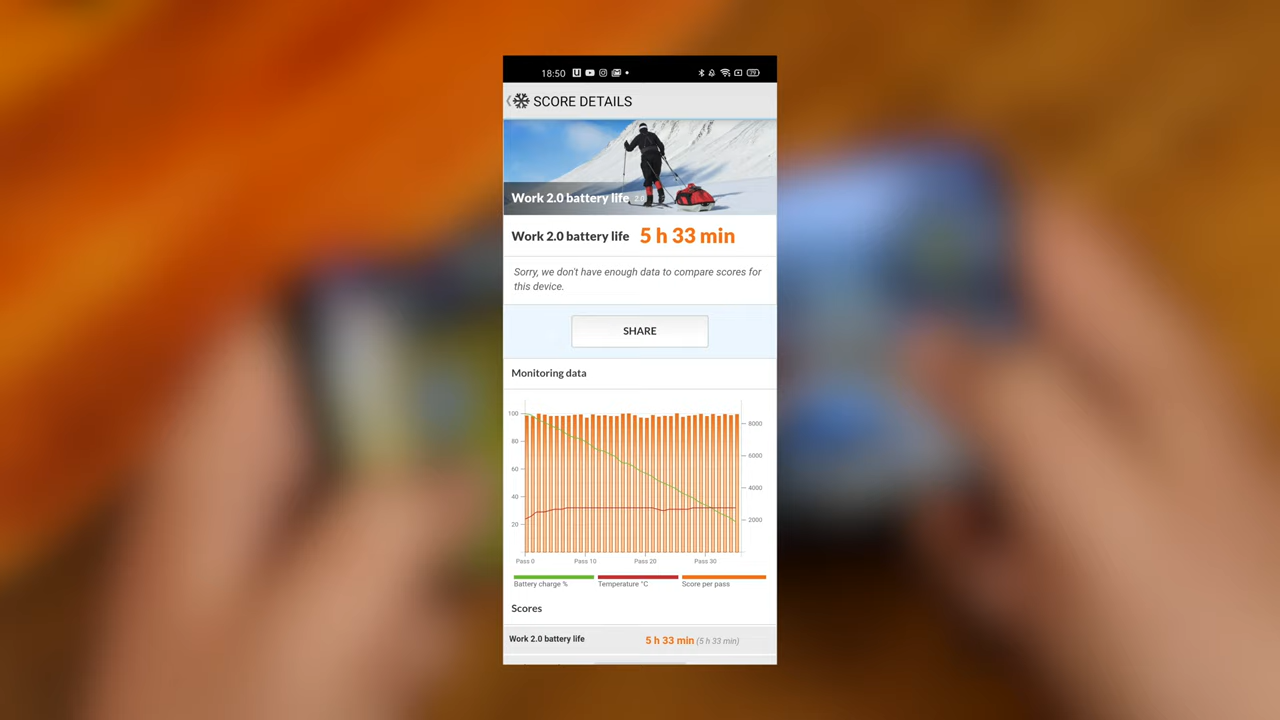 18:50
79
SCORE DETAILS
Work 2.0 battery life 2.0
Work 2.0 battery life 5 h 33 min
Sorry, we don't have enough data to compare scores for
this device.
SHARE
Monitoring data
100
80
60
40
20
8000
6000
4000
2000
Pass 0 Pass 10 Pass 20 Pass 30
Battery charge % Temperature °C Score per pass
Scores
Work 2.0 battery life 5 h 33 min (5 h 33 min)